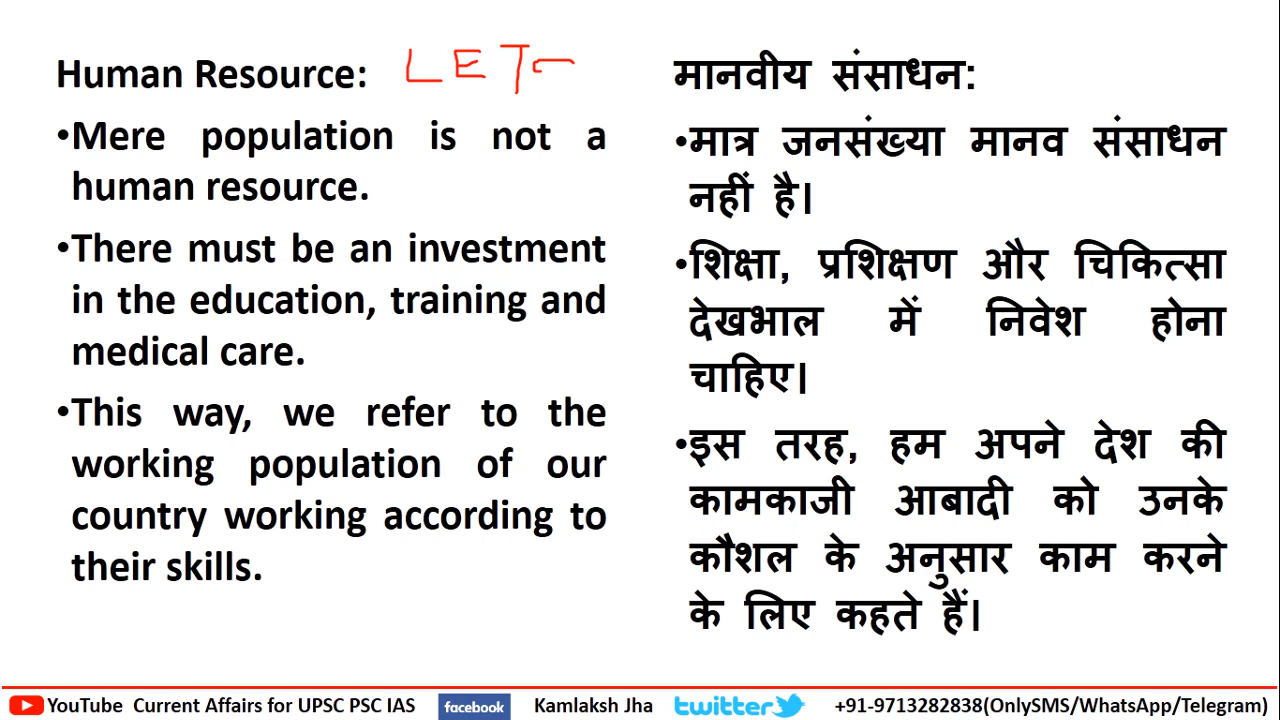 Human Resource: LET
•Mere population is not a
human resource.
•There must be an investment
in the education, training and
medical care.
•This way, we refer to the
working population of our
country working according to
their skills.
मानवीय संसाधन:
•मात्र जनसंख्या मानव संसाधन
नहीं है।
•शिक्षा, प्रशिक्षण और चिकित्सा
देखभाल में निवेश होना
चाहिए।
•इस तरह, हम अपने देश की
कामकाजी आबादी को उनके
कौशल के अनुसार काम करने
के लिए कहते हैं।
YouTube Current Affairs for UPSC PSC IAS facebook Kamlaksh Jha twitter +91-9713282838(OnlySMS/WhatsApp/Telegram)